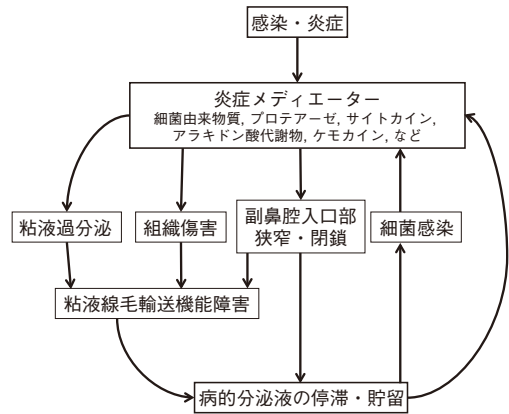 感染・炎症
炎症メディエーター
細菌由来物質, プロテアーゼ, サイトカイン,
アラキドン酸代謝物, ケモカイン, など
粘液過分泌
組織傷害
副鼻腔入口部
狭窄・閉鎖
細菌感染
粘液線毛輸送機能障害
病的分泌液の停滞・貯留